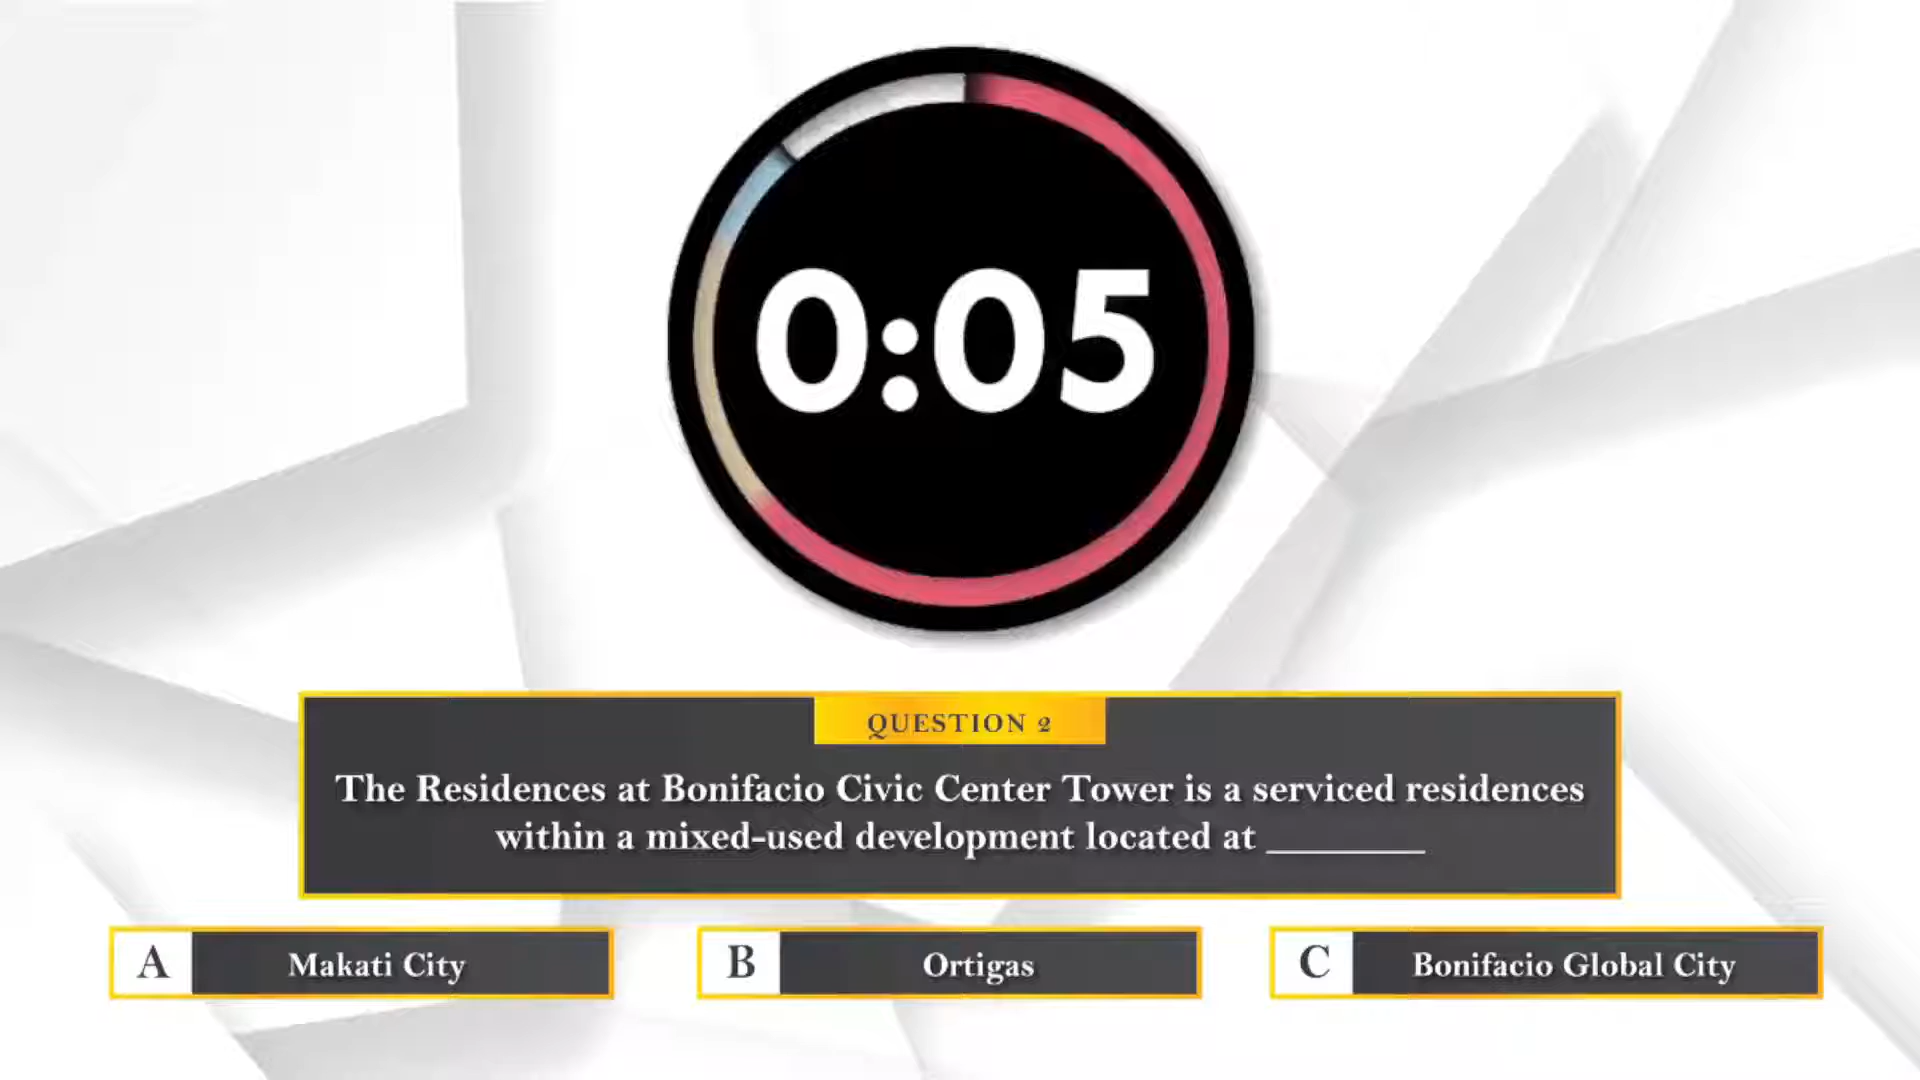 0:05
QUESTION 2
The Residences at Bonifacio Civic Center Tower is a serviced residences
within a mixed-used development located at ________
A Makati City
B Ortigas
C Bonifacio Global City